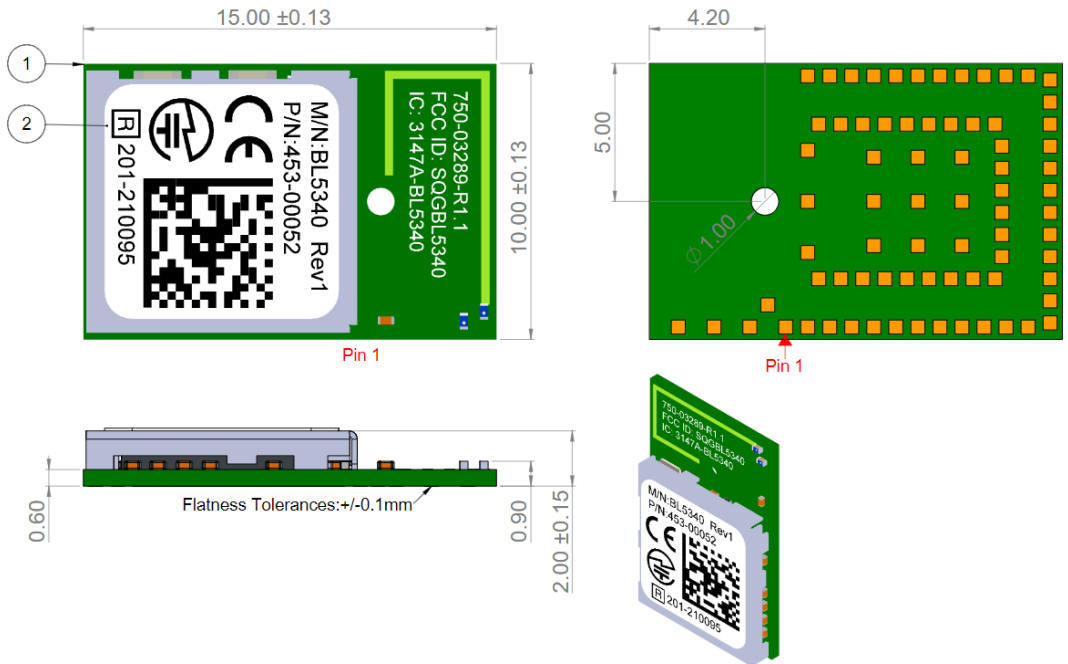 15.00 ±0.13
4.20
1
2
M/N:BL5340 Rev1
P/N:453-00052
CE
R 201-210095
750-03289-R1.1
FCC ID: SQGBL5340
IC: 3147A-BL5340
10.00 ±0.13
Pin 1
5.00
Ø1.00
Pin 1
0.60
Flatness Tolerances:+/-0.1mm
0.90
2.00 ±0.15
750-03289-R1.1
FCC ID: SQGBL5340
IC: 3147A-BL5340
M/N:BL5340 Rev1
P/N:453-00052
CE
R 201-210095